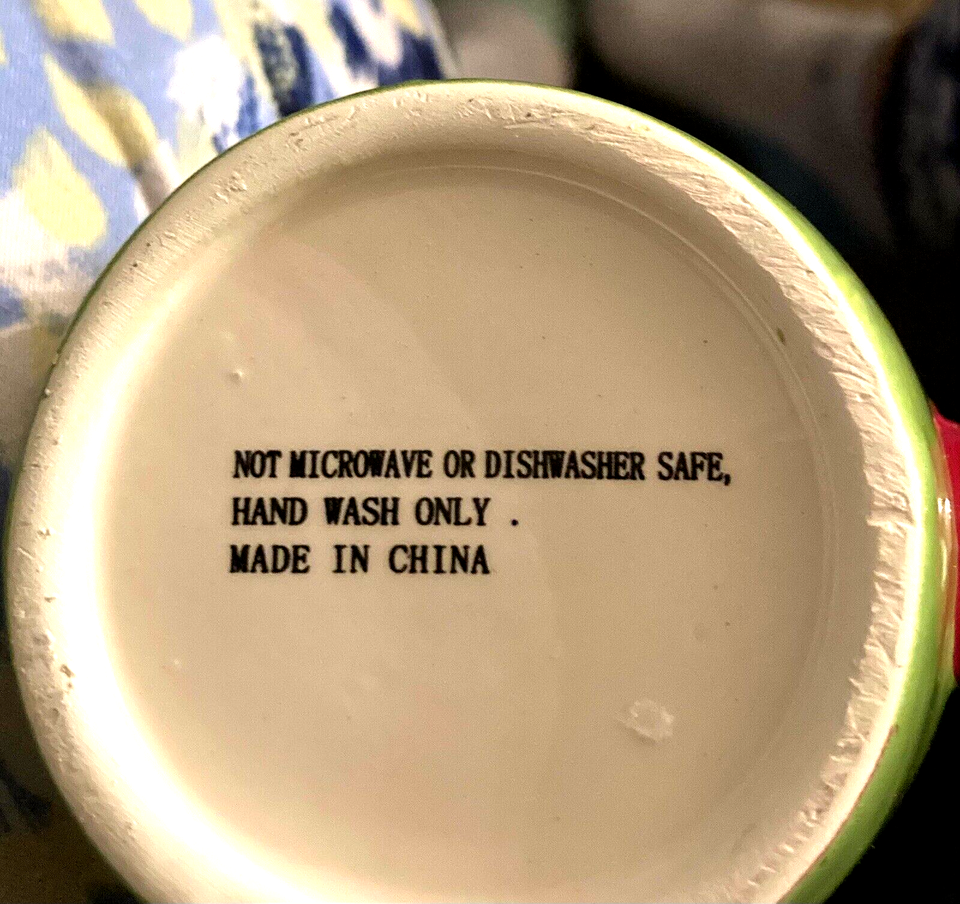 NOT MICROWAVE OR DISHWASHER SAFE,
HAND WASH ONLY .
MADE IN CHINA